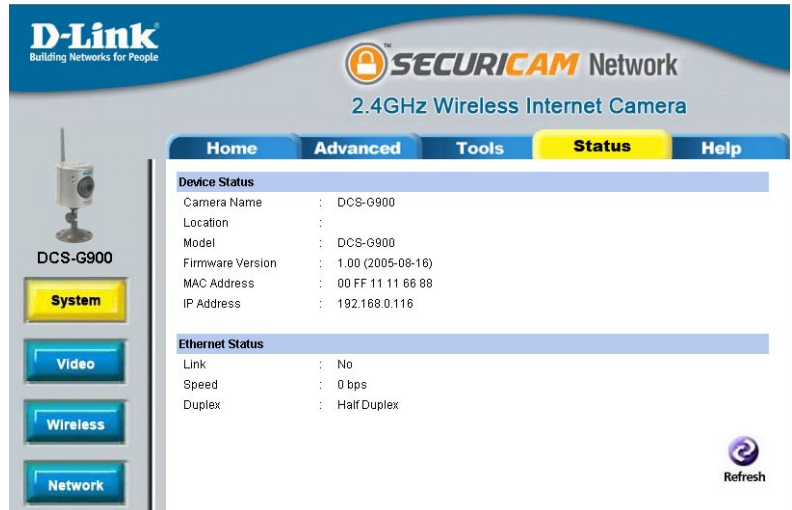 D-Link
Building Networks for People
SECURICAM Network
2.4GHz Wireless Internet Camera
Home Advanced Tools Status Help
DCS-G900
System
Video
Wireless
Network
Device Status
Camera Name : DCS-G900
Location :
Model : DCS-G900
Firmware Version : 1.00 (2005-08-16)
MAC Address : 00 FF 11 11 66 88
IP Address : 192.168.0.116
Ethernet Status
Link : No
Speed : 0 bps
Duplex : Half Duplex
Refresh